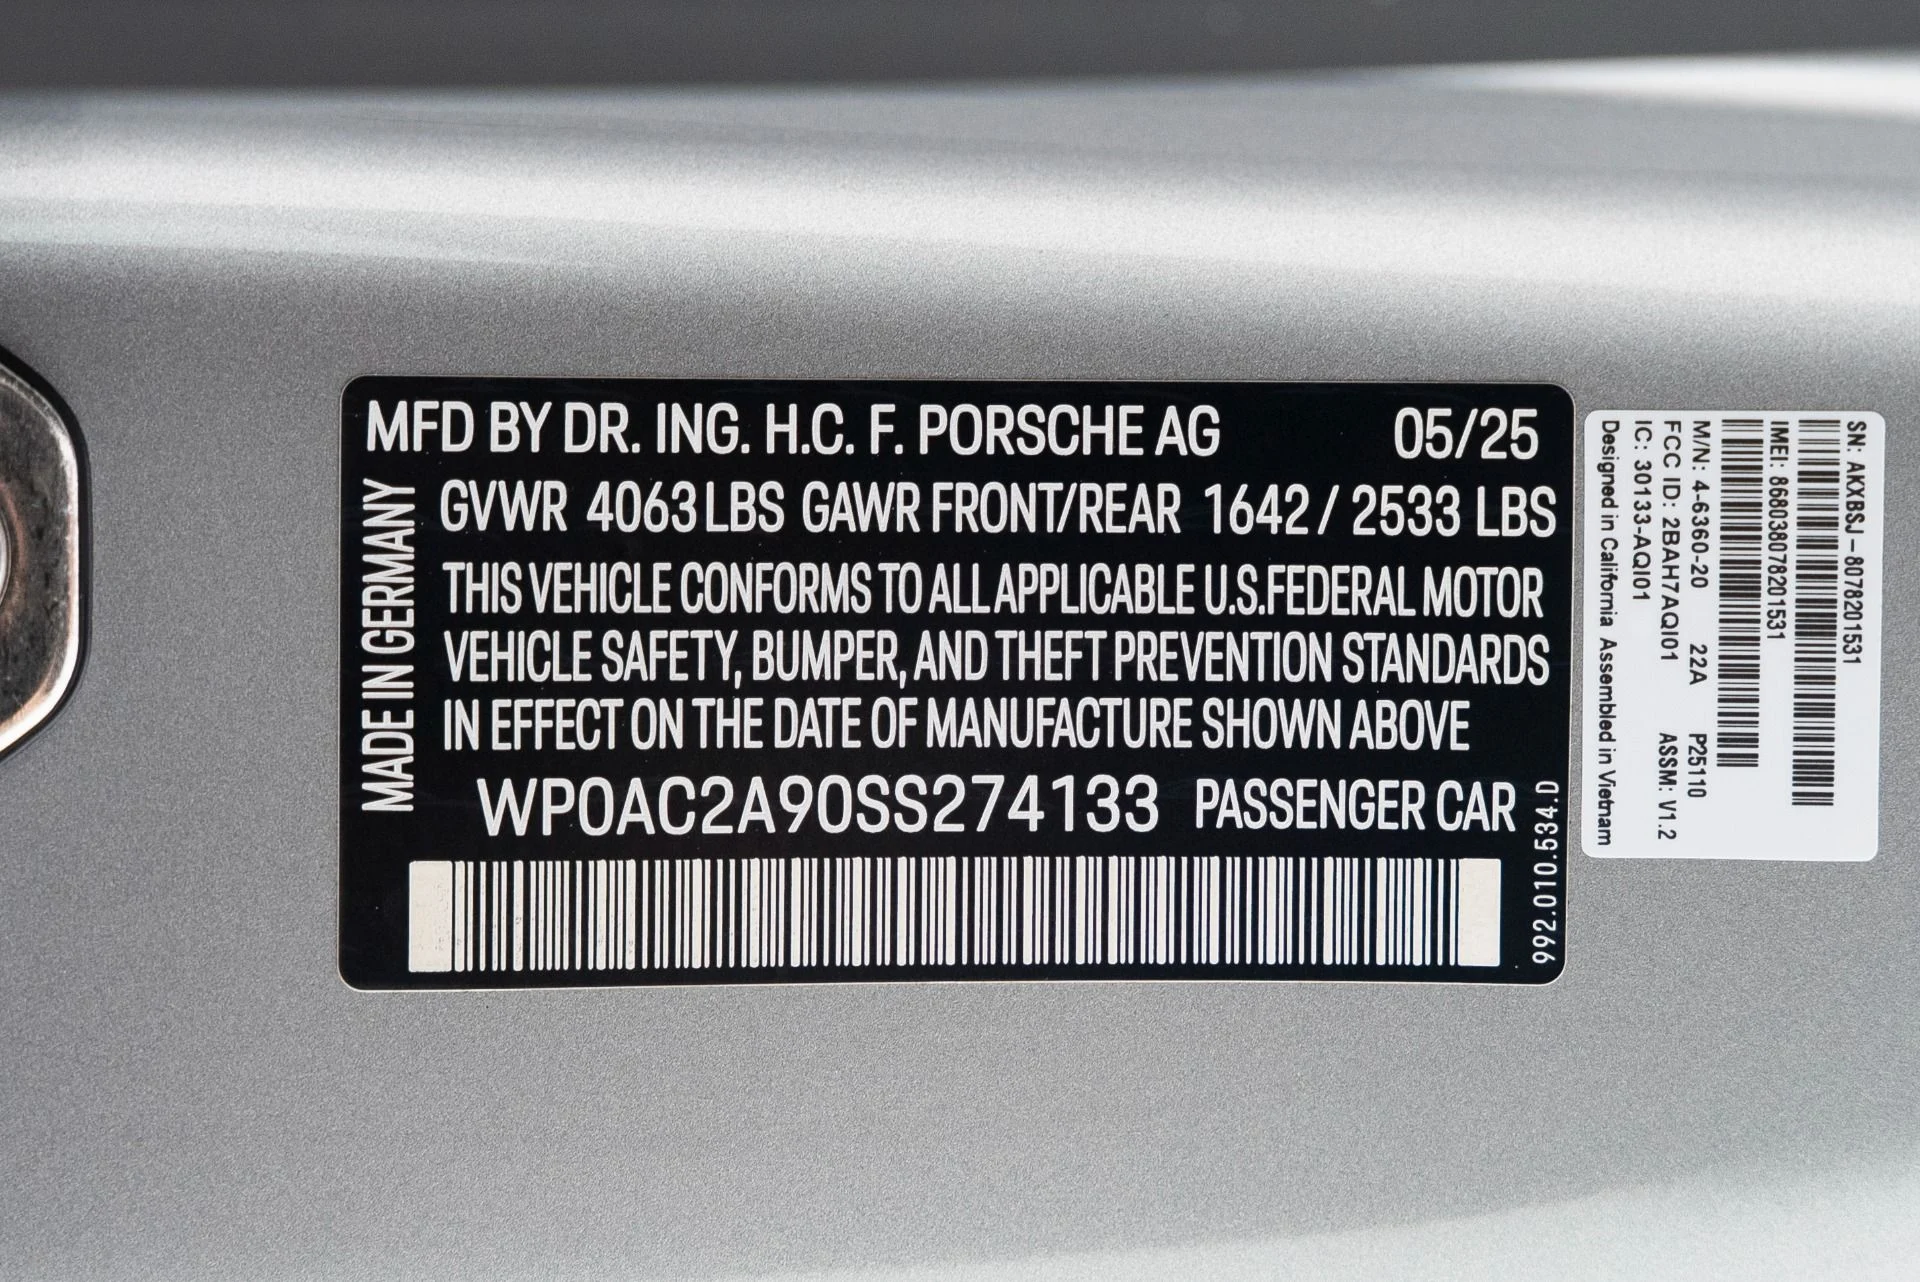 MFD BY DR. ING. H.C. F. PORSCHE AG 05/25
MADE IN GERMANY
GVWR 4063 LBS GAWR FRONT/REAR 1642 / 2533 LBS
THIS VEHICLE CONFORMS TO ALL APPLICABLE U.S.FEDERAL MOTOR
VEHICLE SAFETY, BUMPER, AND THEFT PREVENTION STANDARDS
IN EFFECT ON THE DATE OF MANUFACTURE SHOWN ABOVE
WP0AC2A90SS274133 PASSENGER CAR
992.010.534.0
SN: AKXBSJ-8078201531
IMEI: 868038078201531
M/N: 4-6360-20 22A P25110
FCC ID: 2BAH7AQI01 ASSM: V1.2
IC: 30133-AQI01
Designed in California Assembled in Vietnam